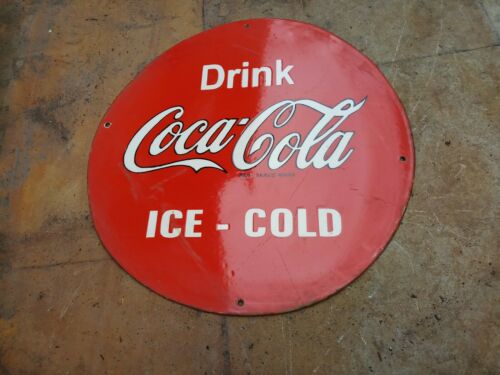 Drink
Coca-Cola
ICE - COLD